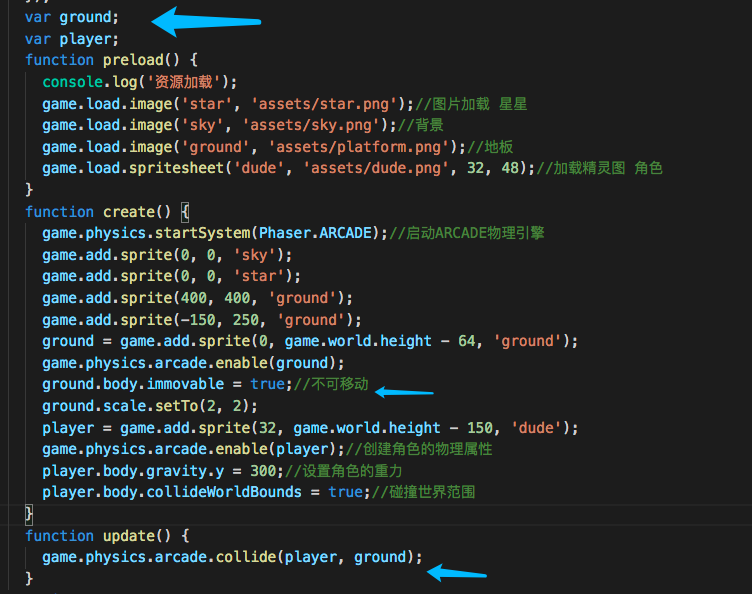 var ground;
var player;
function preload() {
console.log('资源加载');
game.load.image('star', 'assets/star.png');//图片加载 星星
game.load.image('sky', 'assets/sky.png');//背景
game.load.image('ground', 'assets/platform.png');//地板
game.load.spritesheet('dude', 'assets/dude.png', 32, 48);//加载精灵图 角色
}
function create() {
game.physics.startSystem(Phaser.ARCADE);//启动ARCADE物理引擎
game.add.sprite(0, 0, 'sky');
game.add.sprite(0, 0, 'star');
game.add.sprite(400, 400, 'ground');
game.add.sprite(-150, 250, 'ground');
ground = game.add.sprite(0, game.world.height - 64, 'ground');
game.physics.arcade.enable(ground);
ground.body.immovable = true;//不可移动
ground.scale.setTo(2, 2);
player = game.add.sprite(32, game.world.height - 150, 'dude');
game.physics.arcade.enable(player);//创建角色的物理属性
player.body.gravity.y = 300;//设置角色的重力
player.body.collideWorldBounds = true;//碰撞世界范围
}
function update() {
game.physics.arcade.collide(player, ground);
}